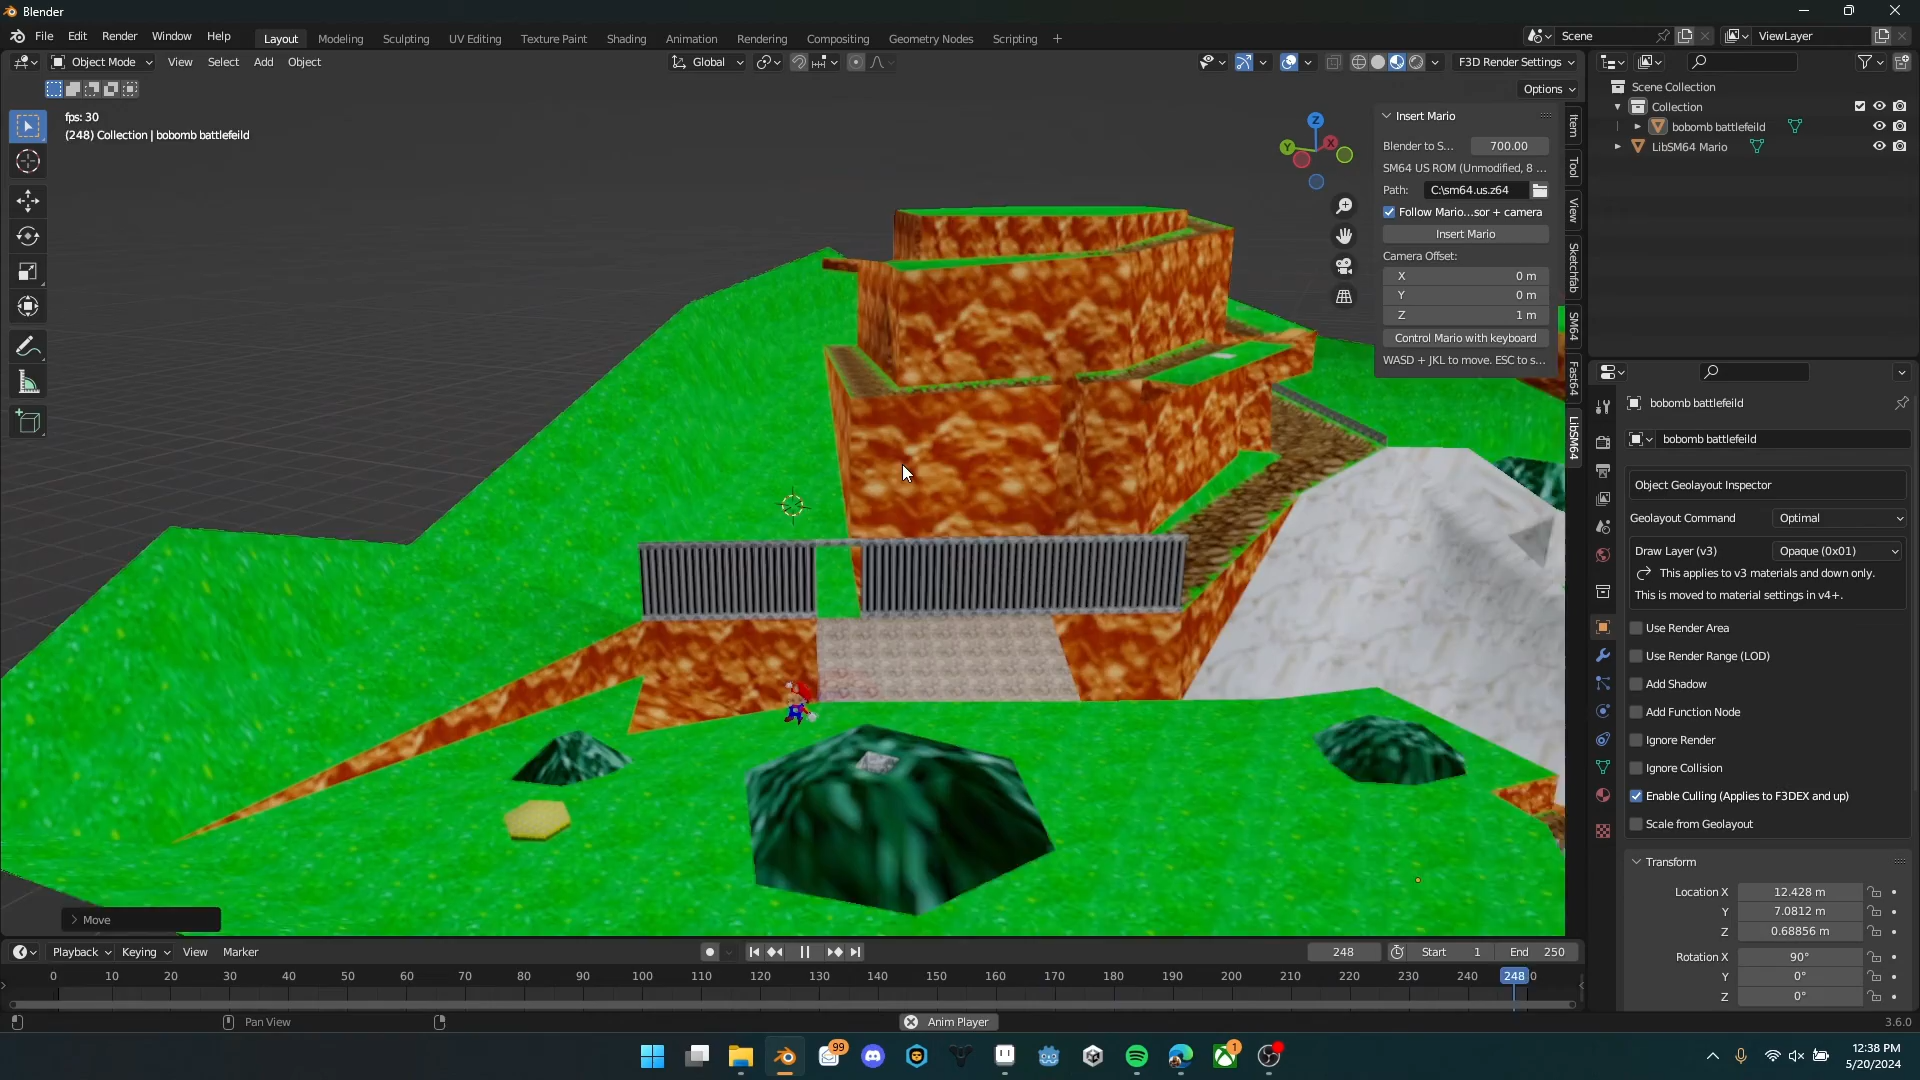 Blender
File Edit Render Window Help
Layout Modeling Sculpting UV Editing Texture Paint Shading Animation Rendering Compositing Geometry Nodes Scripting +
Scene
ViewLayer
Object Mode View Select Add Object
Global
F3D Render Settings
Options
fps: 30
(248) Collection | bobomb battlefeild
Z
Y
X
Insert Mario
Blender to S... 700.00
SM64 US ROM (Unmodified, 8 ...
Path: C:\sm64.us.z64
Follow Mario...sor + camera
Insert Mario
Camera Offset:
X 0 m
Y 0 m
Z 1 m
Control Mario with keyboard
WASD + JKL to move. ESC to s...
Item
Tool
View
Sketchfab
SM64
Fast64
LibSM64
Scene Collection
Collection
bobomb battlefeild
LibSM64 Mario
bobomb battlefeild
bobomb battlefeild
Object Geolayout Inspector
Geolayout Command Optimal
Draw Layer (v3) Opaque (0x01)
This applies to v3 materials and down only.
This is moved to material settings in v4+.
Use Render Area
Use Render Range (LOD)
Add Shadow
Add Function Node
Ignore Render
Ignore Collision
Enable Culling (Applies to F3DEX and up)
Scale from Geolayout
Transform
Location X 12.428 m
Y 7.0812 m
Z 0.68856 m
Rotation X 90°
Y 0°
Z 0°
Move
Playback Keying View Marker
248
Start 1
End 250
0 10 20 30 40 50 60 70 80 90 100 110 120 130 140 150 160 170 180 190 200 210 220 230 240 248 0
Pan View
Anim Player
3.6.0
99
1
12:38 PM
5/20/2024